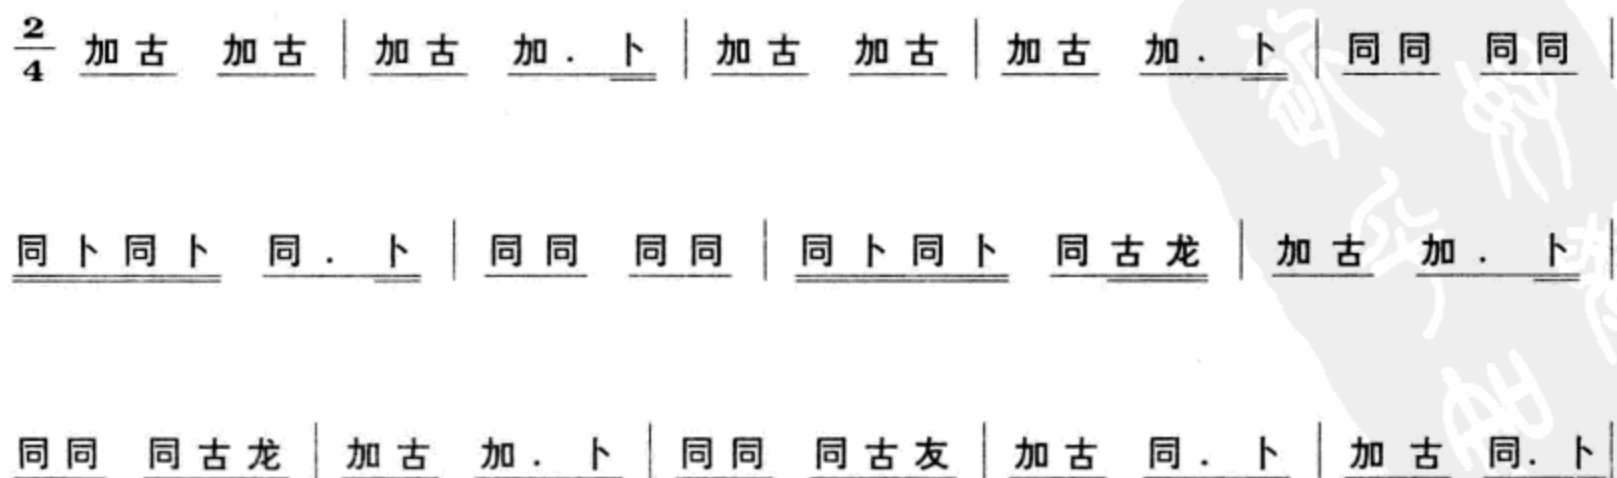 2/4 加古 加古 | 加古 加 . 卜 | 加古 加古 | 加古 加 . 卜 | 同同 同同 |
同卜同卜 同 . 卜 | 同同 同同 | 同卜同卜 同古龙 | 加古 加 . 卜 |
同同 同古龙 | 加古 加 . 卜 | 同同 同古友 | 加古 同 . 卜 | 加古 同 . 卜 |